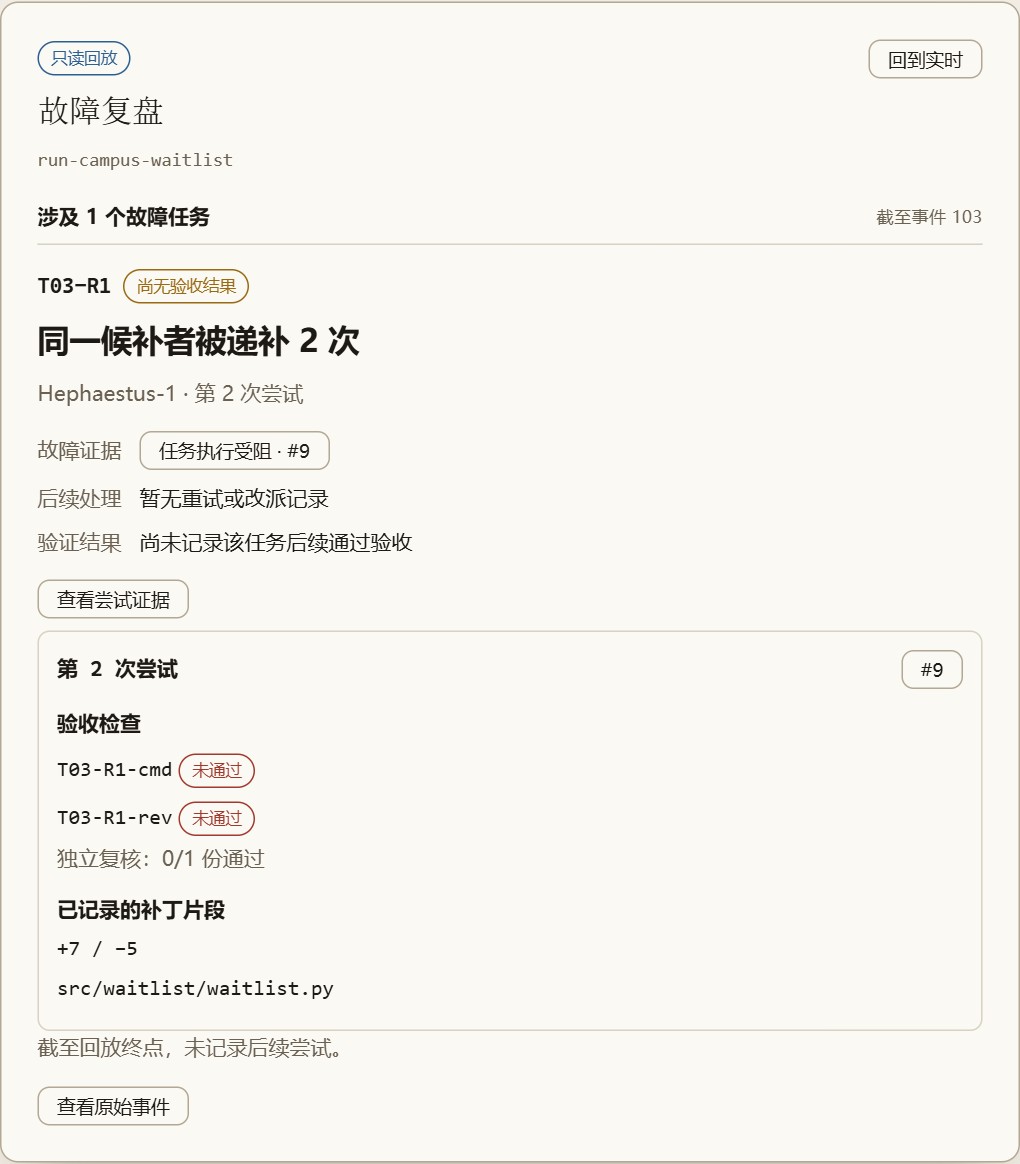 只读回放
回到实时
故障复盘
run-campus-waitlist
涉及 1 个故障任务
截至事件 103
T03-R1 尚无验收结果
同一候补者被递补 2 次
Hephaestus-1 · 第 2 次尝试
故障证据 任务执行受阻 · #9
后续处理 暂无重试或改派记录
验证结果 尚未记录该任务后续通过验收
查看尝试证据
第 2 次尝试
#9
验收检查
T03-R1-cmd 未通过
T03-R1-rev 未通过
独立复核：0/1 份通过
已记录的补丁片段
+7 / −5
src/waitlist/waitlist.py
截至回放终点，未记录后续尝试。
查看原始事件